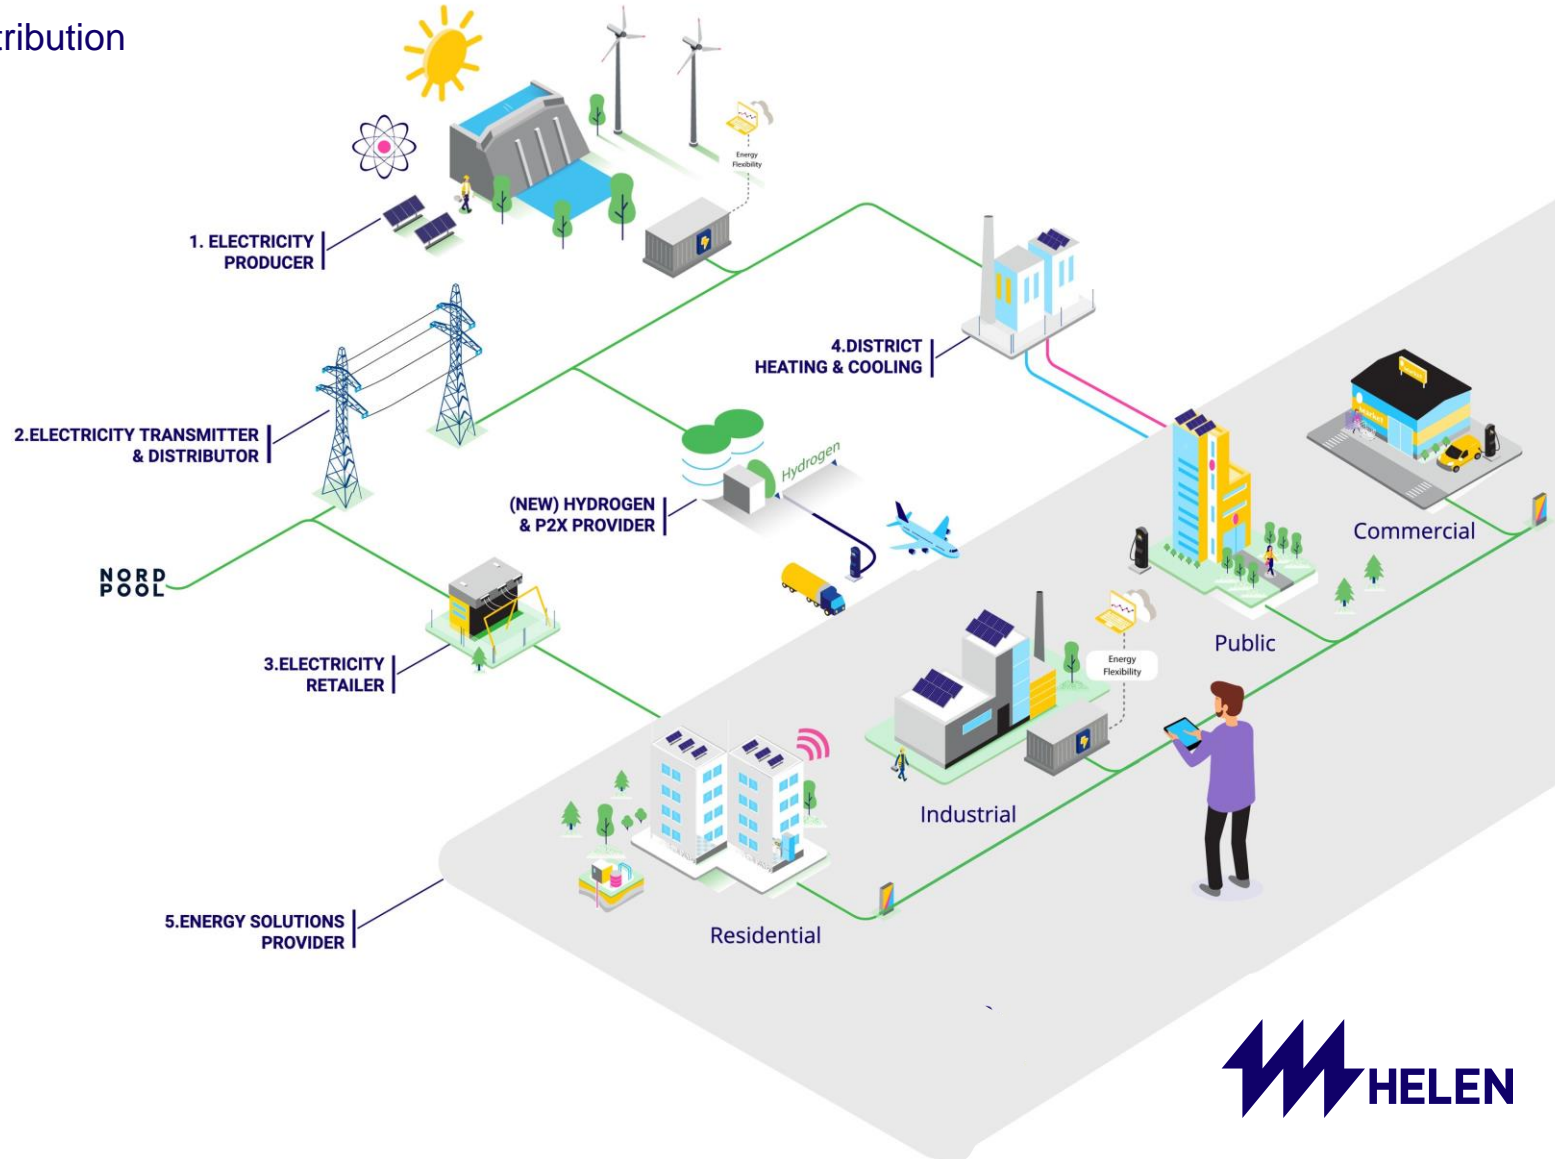 tribution
Energy
Flexibility
1. ELECTRICITY
PRODUCER
4.DISTRICT
HEATING & COOLING
2.ELECTRICITY TRANSMITTER
& DISTRIBUTOR
Hydrogen
(NEW) HYDROGEN
& P2X PROVIDER
Market
Commercial
NORD
POOL
Public
3.ELECTRICITY
RETAILER
Energy
Flexibility
Industrial
5.ENERGY SOLUTIONS
PROVIDER
Residential
HELEN